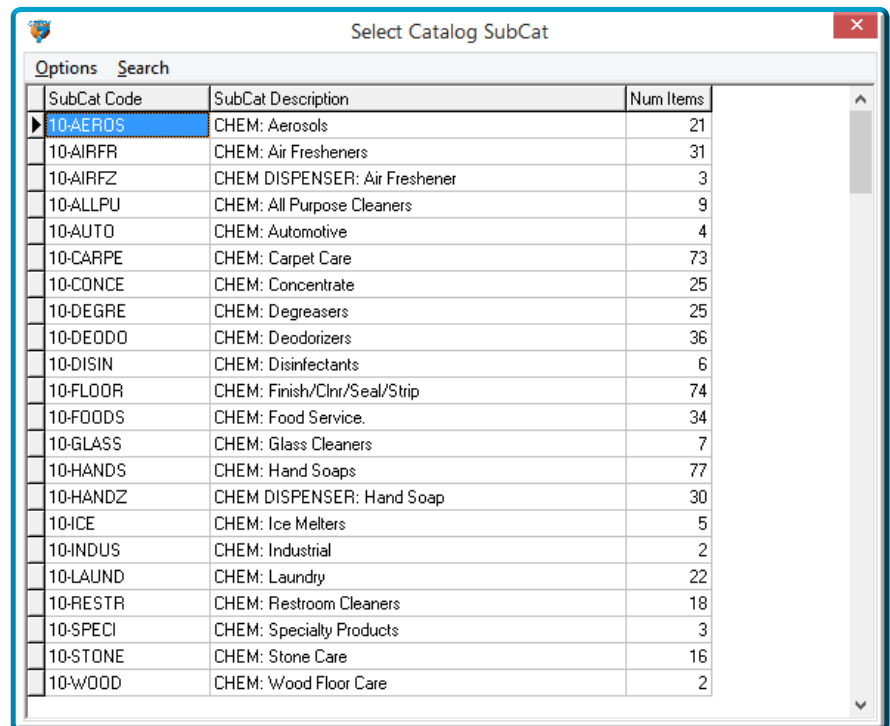 Select Catalog SubCat
Options Search
SubCat Code SubCat Description Num Items
10-AEROS CHEM: Aerosols 21
10-AIRFR CHEM: Air Fresheners 31
10-AIRFZ CHEM DISPENSER: Air Freshener 3
10-ALLPU CHEM: All Purpose Cleaners 9
10-AUTO CHEM: Automotive 4
10-CARPE CHEM: Carpet Care 73
10-CONCE CHEM: Concentrate 25
10-DEGRE CHEM: Degreasers 25
10-DEODO CHEM: Deodorizers 36
10-DISIN CHEM: Disinfectants 6
10-FLOOR CHEM: Finish/Clnr/Seal/Strip 74
10-FOODS CHEM: Food Service. 34
10-GLASS CHEM: Glass Cleaners 7
10-HANDS CHEM: Hand Soaps 77
10-HANDZ CHEM DISPENSER: Hand Soap 30
10-ICE CHEM: Ice Melters 5
10-INDUS CHEM: Industrial 2
10-LAUND CHEM: Laundry 22
10-RESTR CHEM: Restroom Cleaners 18
10-SPECI CHEM: Specialty Products 3
10-STONE CHEM: Stone Care 16
10-WOOD CHEM: Wood Floor Care 2